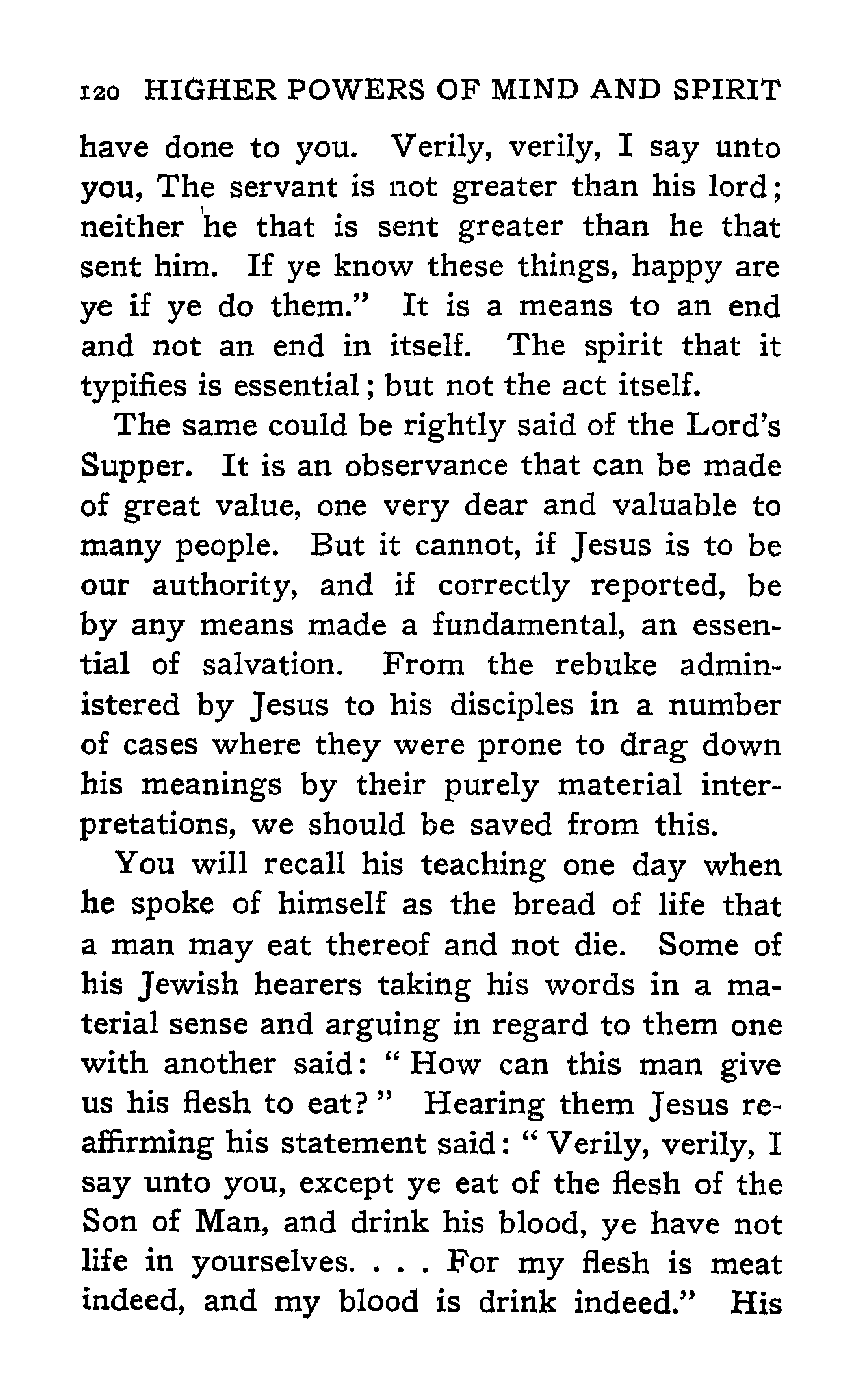 120 HIGHER POWERS OF MIND AND SPIRIT
have done to you. Verily, verily, I say unto
you, The servant is not greater than his lord;
neither he that is sent greater than he that
sent him. If ye know these things, happy are
ye if ye do them." It is a means to an end
and not an end in itself. The spirit that it
typifies is essential; but not the act itself.
The same could be rightly said of the Lord's
Supper. It is an observance that can be made
of great value, one very dear and valuable to
many people. But it cannot, if Jesus is to be
our authority, and if correctly reported, be
by any means made a fundamental, an essen-
tial of salvation. From the rebuke admin-
istered by Jesus to his disciples in a number
of cases where they were prone to drag down
his meanings by their purely material inter-
pretations, we should be saved from this.
You will recall his teaching one day when
he spoke of himself as the bread of life that
a man may eat thereof and not die. Some of
his Jewish hearers taking his words in a ma-
terial sense and arguing in regard to them one
with another said: "How can this man give
us his flesh to eat?" Hearing them Jesus re-
affirming his statement said: "Verily, verily, I
say unto you, except ye eat of the flesh of the
Son of Man, and drink his blood, ye have not
life in yourselves. . . . For my flesh is meat
indeed, and my blood is drink indeed." His